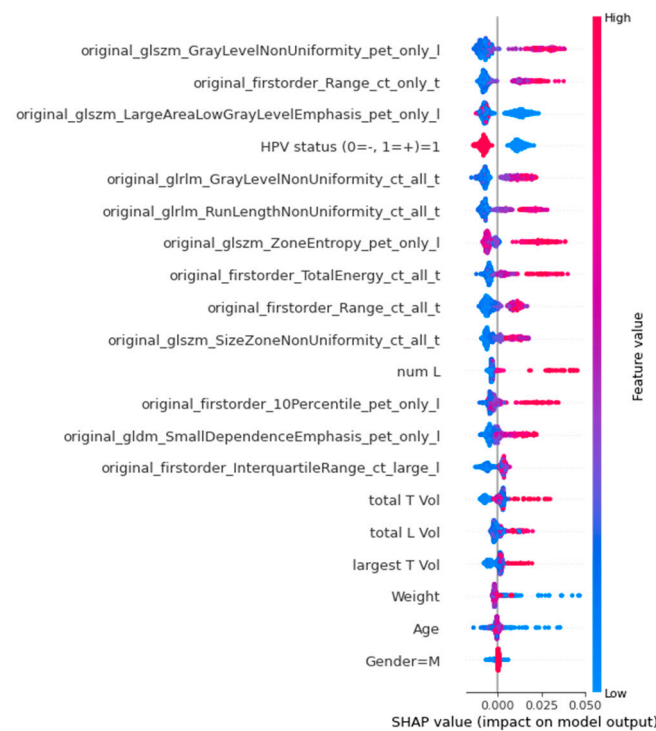 High
original_glszm_GrayLevelNonUniformity_pet_only_l
original_firstorder_Range_ct_only_t
original_glszm_LargeAreaLowGrayLevelEmphasis_pet_only_l
HPV status (0=-, 1=+)=1
original_glrlm_GrayLevelNonUniformity_ct_all_t
original_glrlm_RunLengthNonUniformity_ct_all_t
original_glszm_ZoneEntropy_pet_only_l
original_firstorder_TotalEnergy_ct_all_t
original_firstorder_Range_ct_all_t
original_glszm_SizeZoneNonUniformity_ct_all_t
num L
original_firstorder_10Percentile_pet_only_l
original_gldm_SmallDependenceEmphasis_pet_only_l
original_firstorder_InterquartileRange_ct_large_l
total T Vol
total L Vol
largest T Vol
Weight
Age
Gender=M
Feature value
Low
0.000 0.025 0.050
SHAP value (impact on model output)